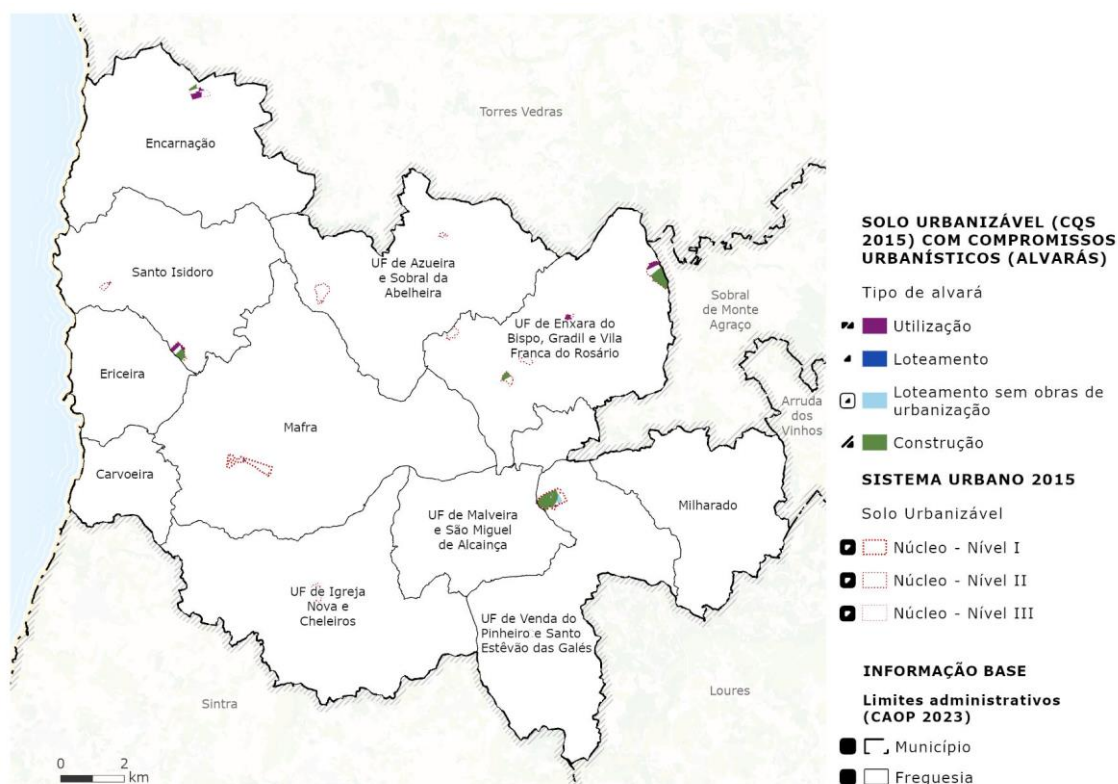 Torres Vedras
Encarnação
UF de Azueira
e Sobral da
Abelheira
Santo Isidoro
Sobral
de Monte
Agraço
UF de Enxara do
Bispo, Gradil e Vila
Franca do Rosário
Ericeira
Arruda
dos
Vinhos
Mafra
Carvoeira
Milharado
UF de Malveira
e São Miguel
de Alcainça
UF de Igreja
Nova e
Cheleiros
UF de Venda do
Pinheiro e Santo
Estêvão das Galés
Sintra
Loures
0 2
km
SOLO URBANIZÁVEL (CQS
2015) COM COMPROMISSOS
URBANÍSTICOS (ALVARÁS)
Tipo de alvará
Utilização
Loteamento
Loteamento sem obras de
urbanização
Construção
SISTEMA URBANO 2015
Solo Urbanizável
Núcleo - Nível I
Núcleo - Nível II
Núcleo - Nível III
INFORMAÇÃO BASE
Limites administrativos
(CAOP 2023)
Município
Freguesia